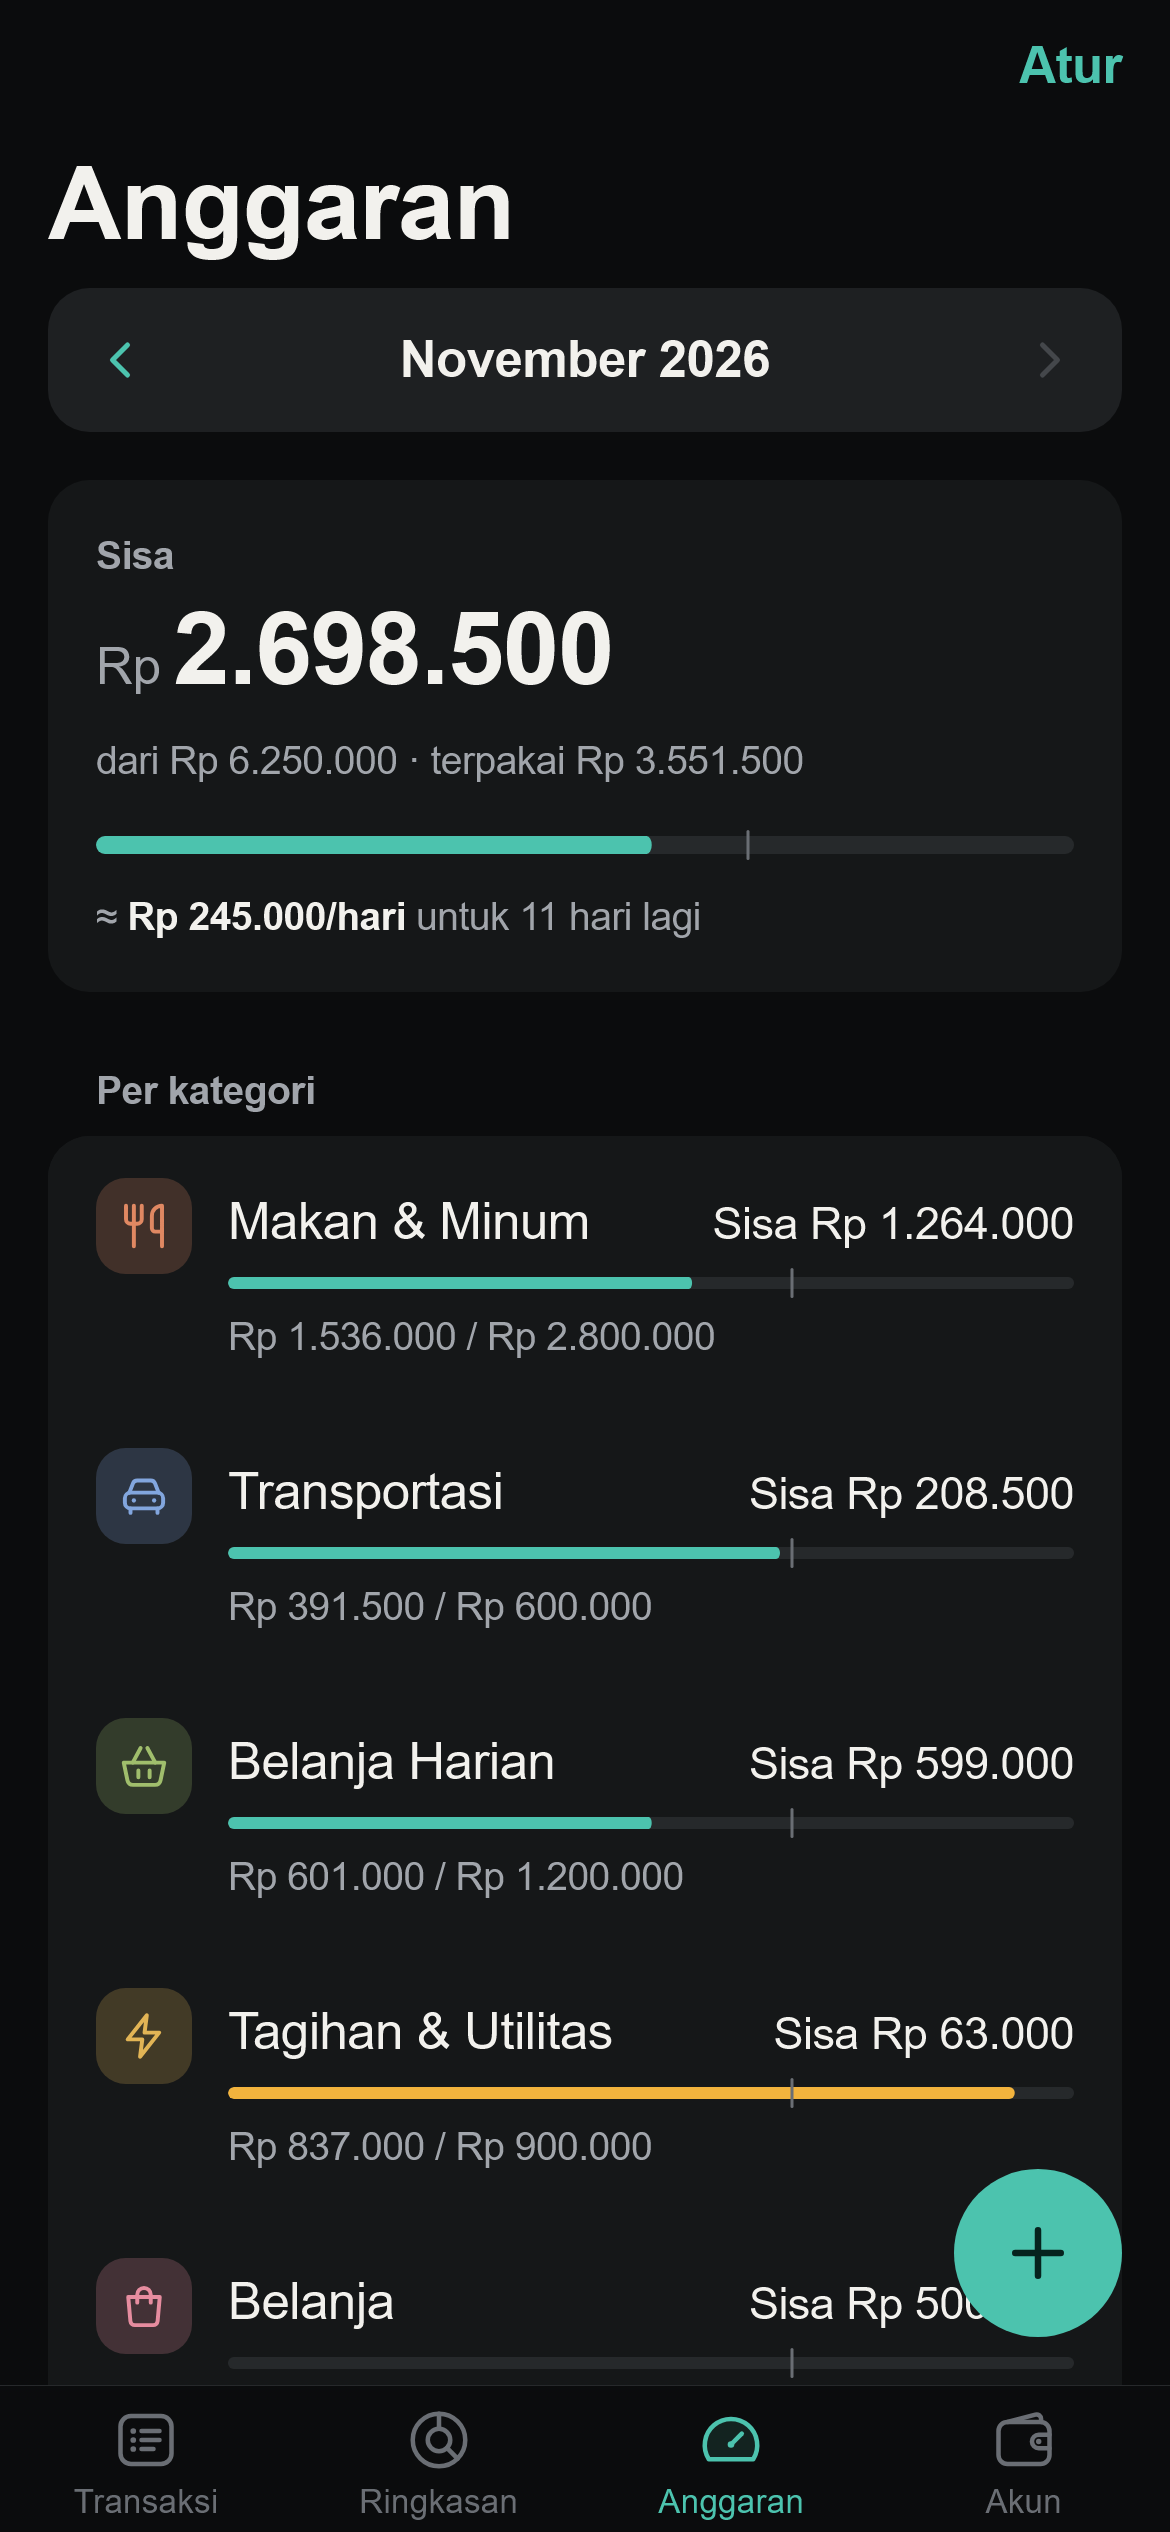 Atur
Anggaran
November 2026
Sisa
Rp 2.698.500
dari Rp 6.250.000 · terpakai Rp 3.551.500
≈ Rp 245.000/hari untuk 11 hari lagi
Per kategori
Makan & Minum Sisa Rp 1.264.000
Rp 1.536.000 / Rp 2.800.000
Transportasi Sisa Rp 208.500
Rp 391.500 / Rp 600.000
Belanja Harian Sisa Rp 599.000
Rp 601.000 / Rp 1.200.000
Tagihan & Utilitas Sisa Rp 63.000
Rp 837.000 / Rp 900.000
Belanja Sisa Rp
Transaksi Ringkasan Anggaran Akun